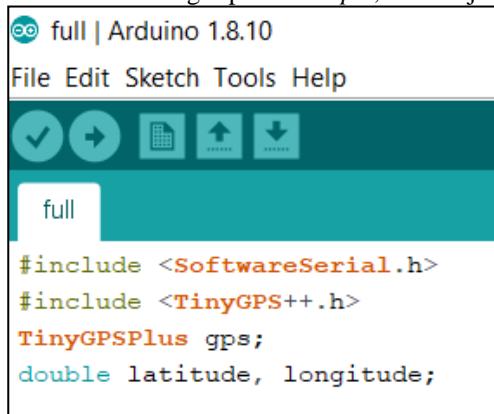 full | Arduino 1.8.10
File Edit Sketch Tools Help
full
#include <SoftwareSerial.h>
#include <TinyGPS++.h>
TinyGPSPlus gps;
double latitude, longitude;